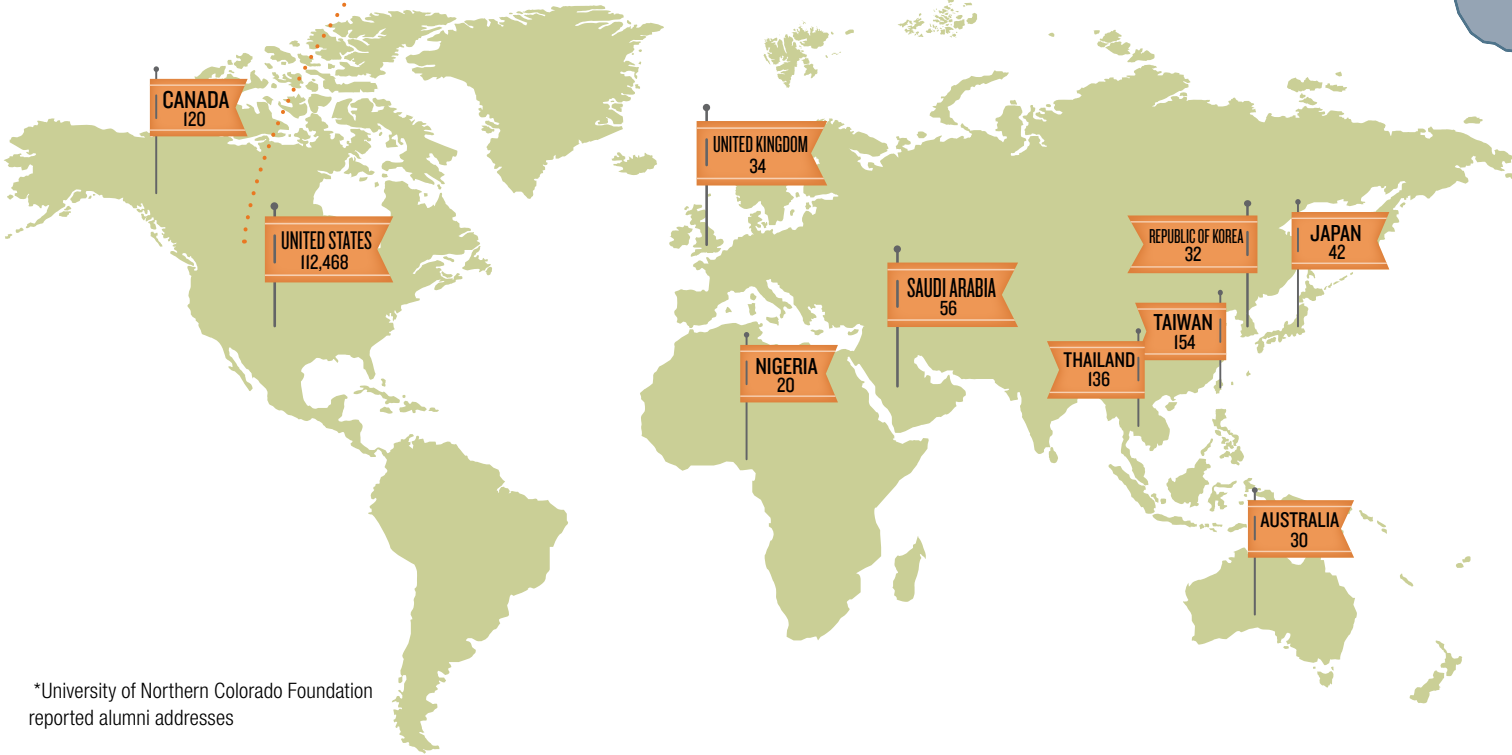 CANADA
120
UNITED KINGDOM
34
UNITED STATES
112,468
REPUBLIC OF KOREA
32
JAPAN
42
SAUDI ARABIA
56
TAIWAN
154
NIGERIA
20
THAILAND
136
AUSTRALIA
30
*University of Northern Colorado Foundation
reported alumni addresses